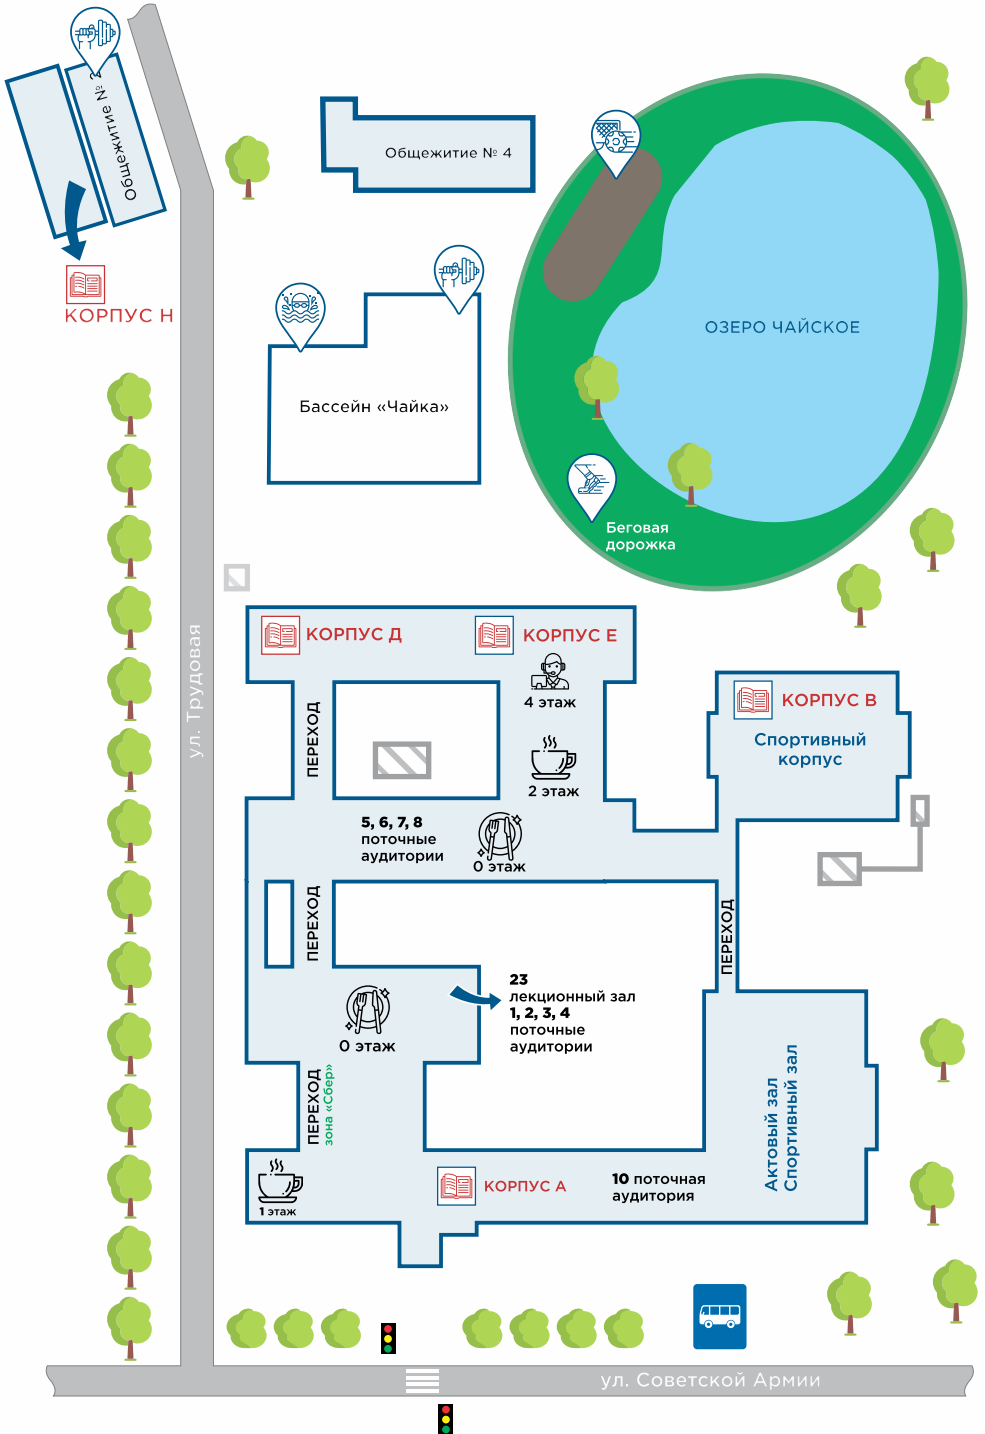 Общежитие № 2
Общежитие № 4
КОРПУС Н
ОЗЕРО ЧАЙСКОЕ
Бассейн «Чайка»
Беговая
дорожка
ул. Трудовая
КОРПУС Д
КОРПУС Е
4 этаж
ПЕРЕХОД
2 этаж
КОРПУС В
Спортивный
корпус
5, 6, 7, 8
поточные
аудитории
0 этаж
ПЕРЕХОД
ПЕРЕХОД
23
лекционный зал
1, 2, 3, 4
поточные
аудитории
0 этаж
ПЕРЕХОД
зона «Сбер»
Актовый зал
Спортивный зал
1 этаж
КОРПУС А
10 поточная
аудитория
ул. Советской Армии